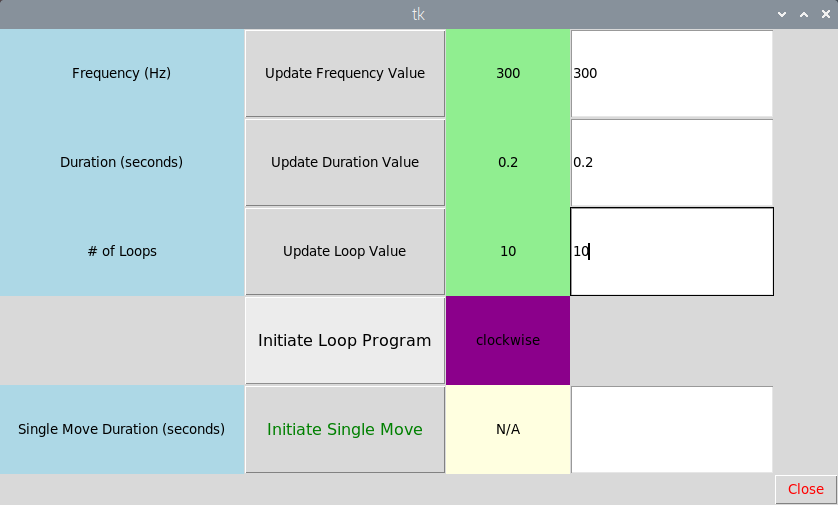 tk
Frequency (Hz) Update Frequency Value 300 300
Duration (seconds) Update Duration Value 0.2 0.2
# of Loops Update Loop Value 10 10
Initiate Loop Program clockwise
Single Move Duration (seconds) Initiate Single Move N/A
Close